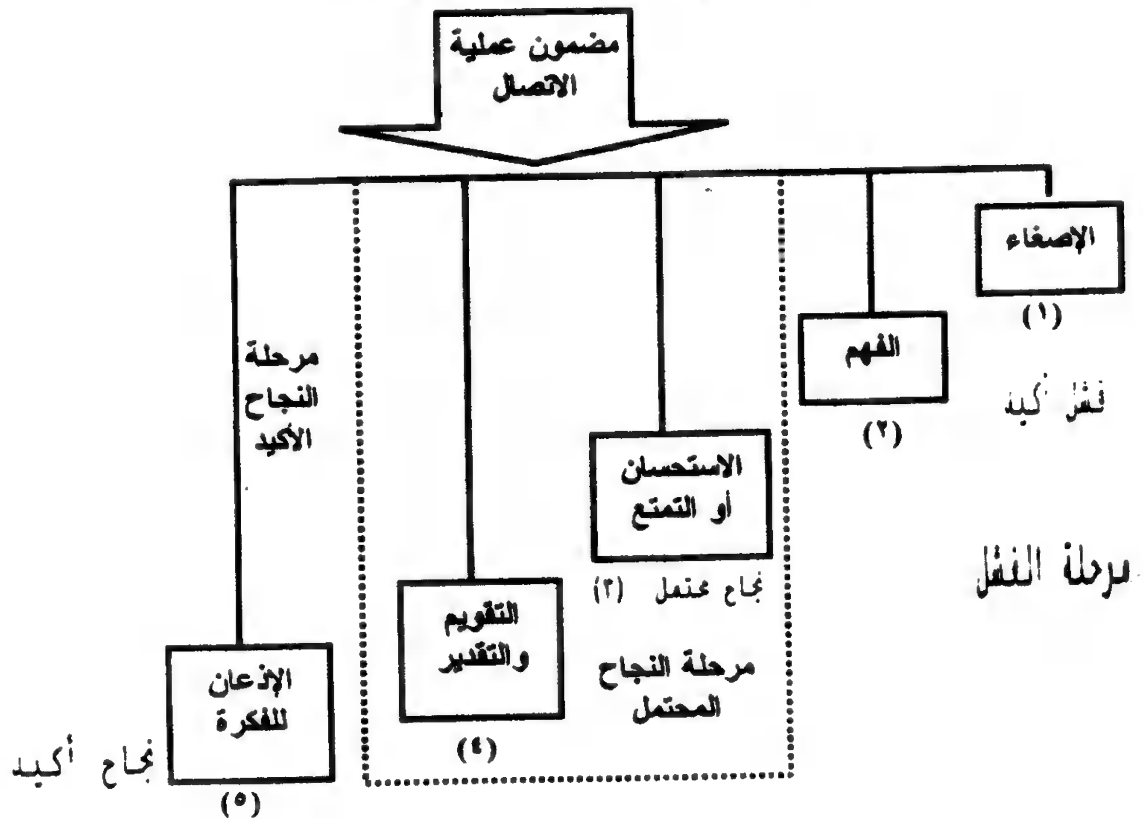 مضمون عملية
الاتصال
الإصغاء
(١)
فشل أكيد
مرحلة الفشل
الفهم
(٢)
الاستحسان
أو التمتع
نجاح محتمل (٣)
مرحلة النجاح
المحتمل
التقويم
والتقدير
(٤)
مرحلة
النجاح
الأكيد
الإذعان
للفكرة
(٥)
نجاح أكيد